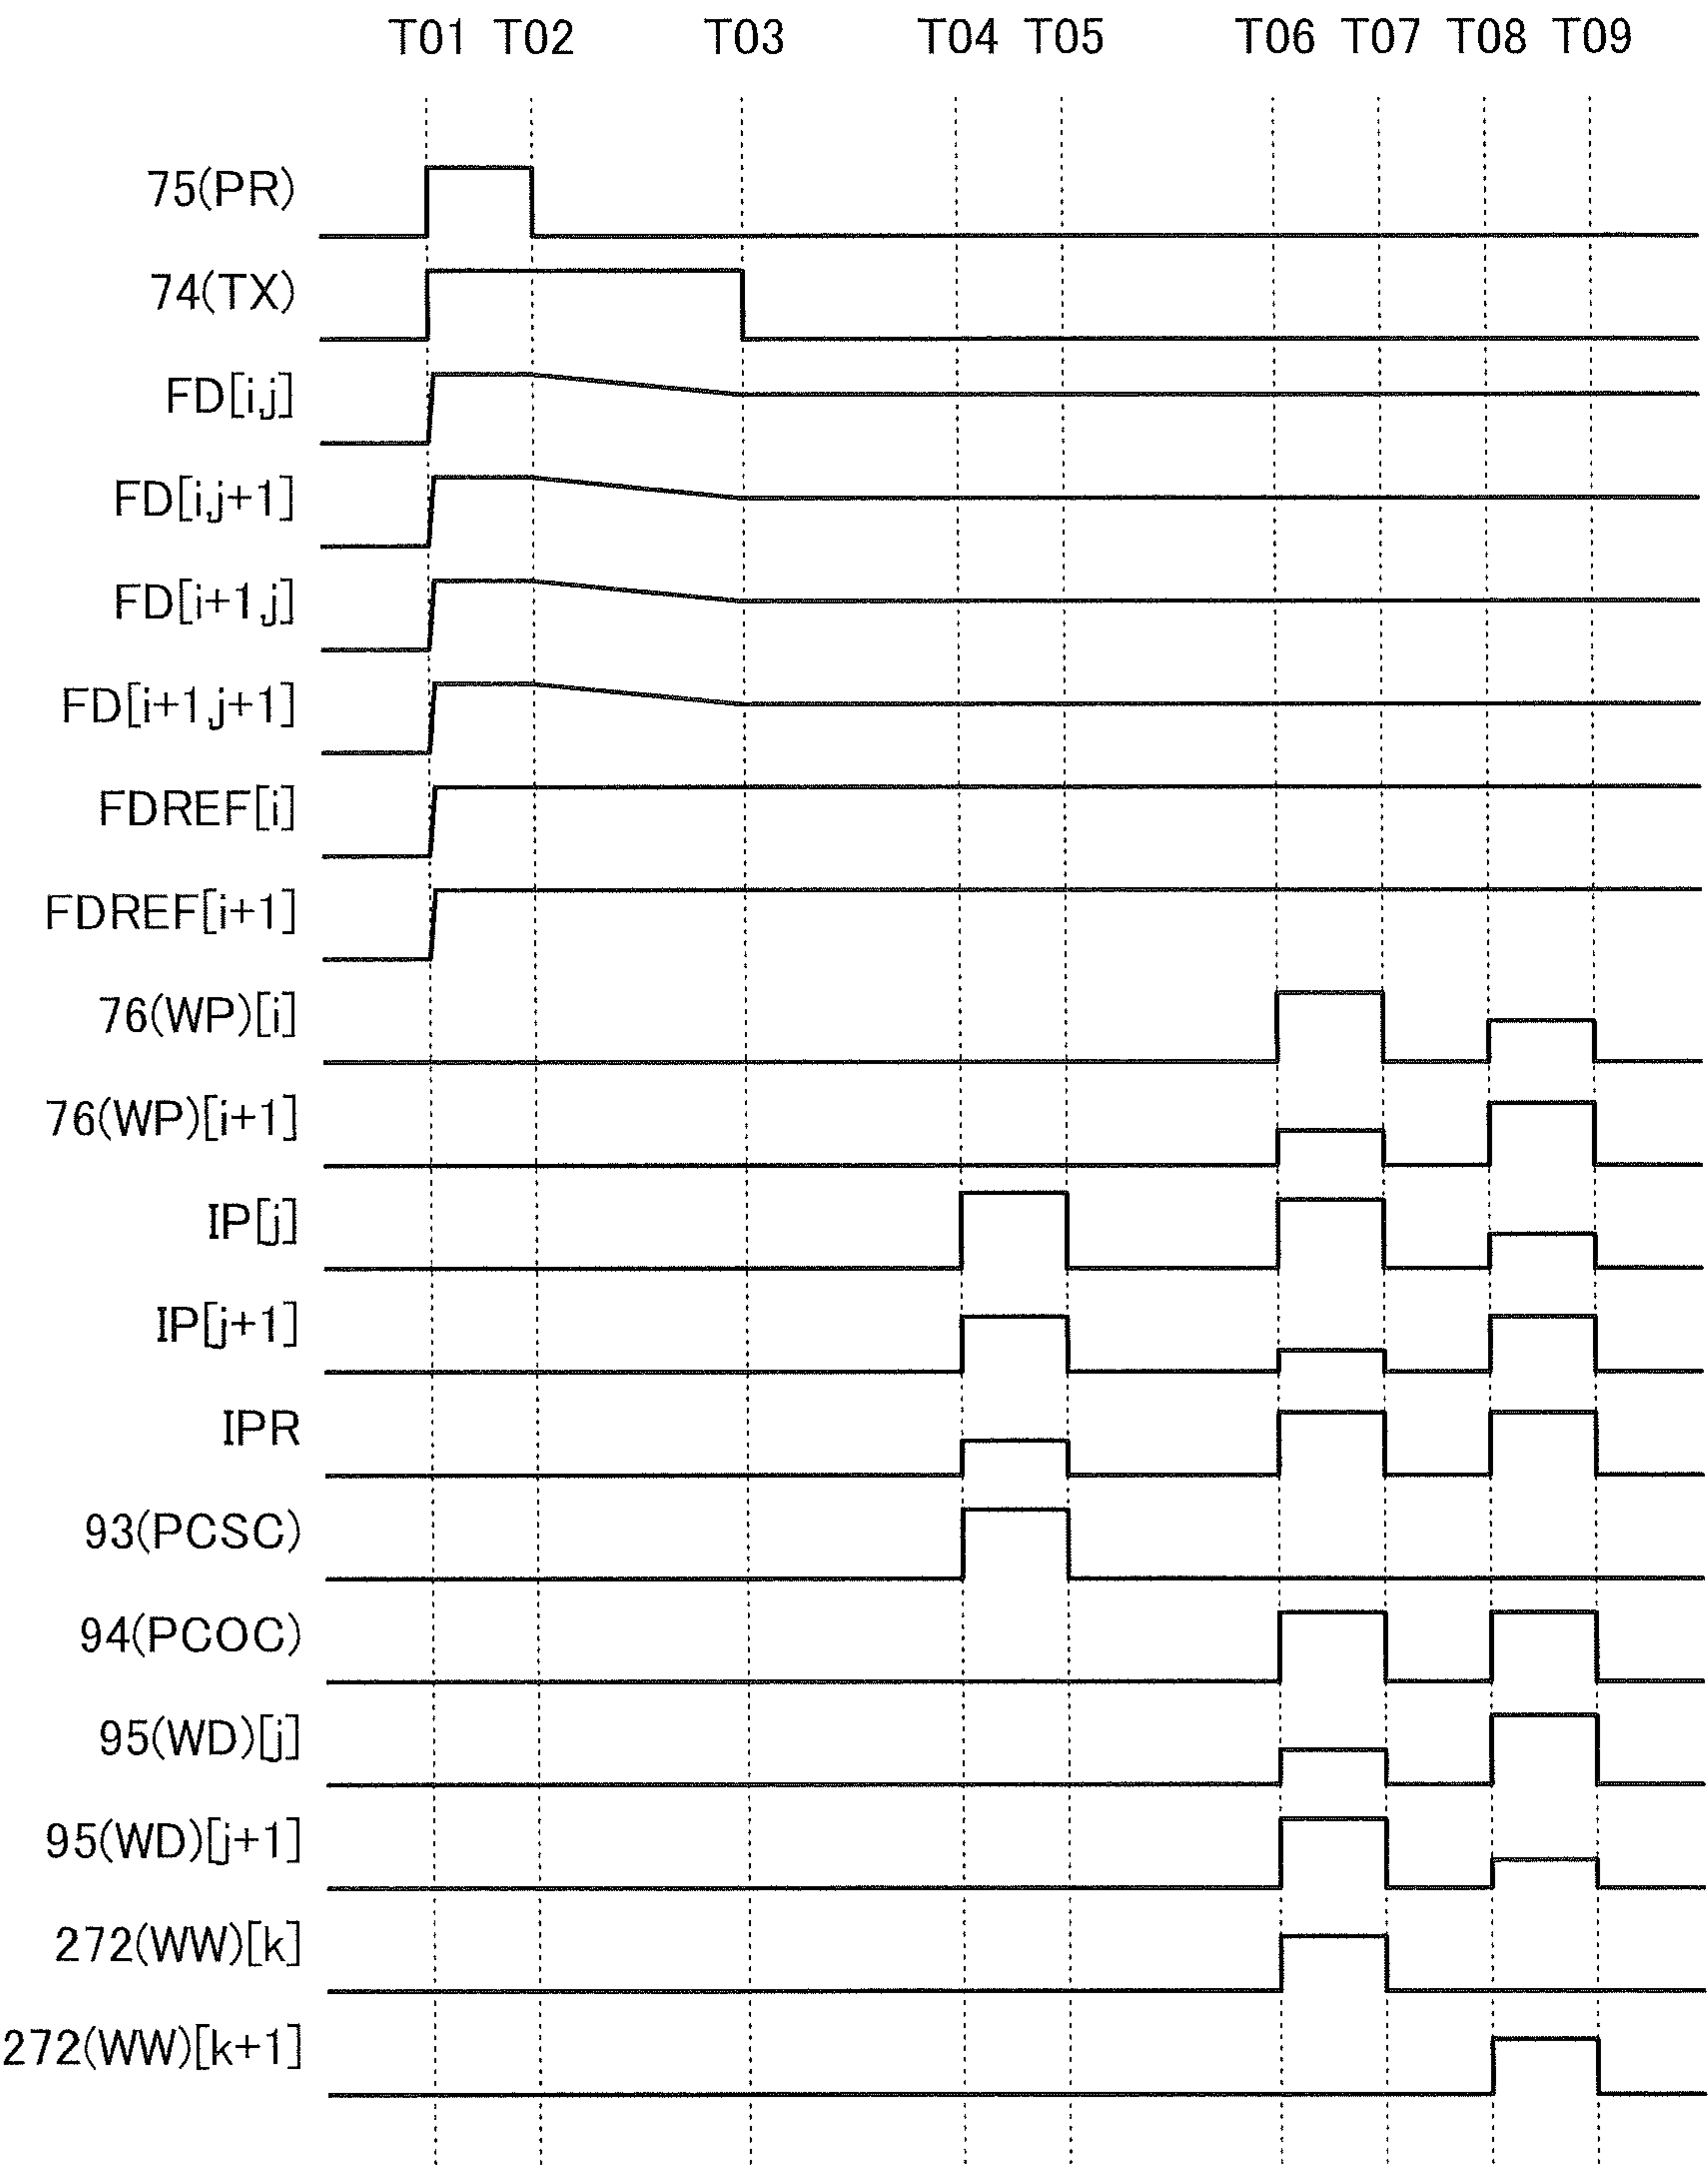 T01 T02 T03 T04 T05 T06 T07 T08 T09
75(PR)
74(TX)
FD[i,j]
FD[i,j+1]
FD[i+1,j]
FD[i+1,j+1]
FDREF[i]
FDREF[i+1]
76(WP)[i]
76(WP)[i+1]
IP[j]
IP[j+1]
IPR
93(PCSC)
94(PCOC)
95(WD)[j]
95(WD)[j+1]
272(WW)[k]
272(WW)[k+1]